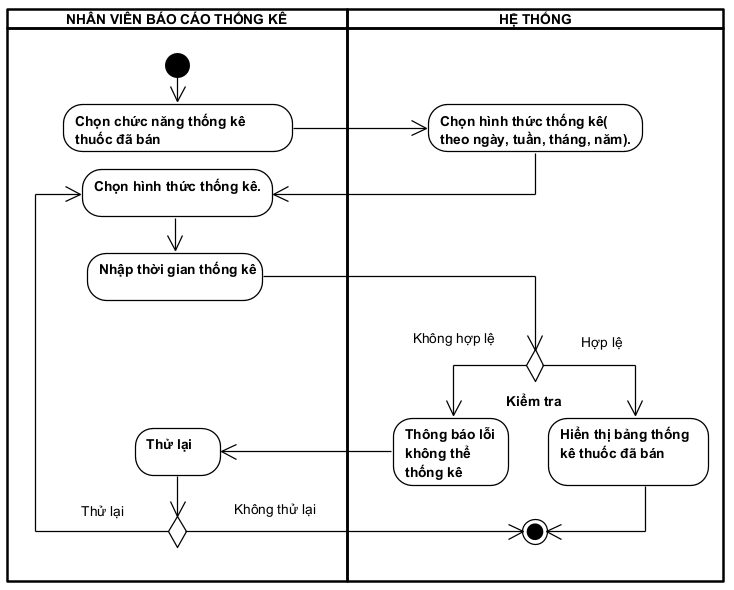 NHÂN VIÊN BÁO CÁO THỐNG KÊ
HỆ THỐNG
Chọn chức năng thống kê
thuốc đã bán
Chọn hình thức thống kê(
theo ngày, tuần, tháng, năm).
Chọn hình thức thống kê.
Nhập thời gian thống kê
Không hợp lệ
Hợp lệ
Kiểm tra
Thử lại
Thông báo lỗi
không thể
thống kê
Hiển thị bảng thống
kê thuốc đã bán
Thử lại
Không thử lại